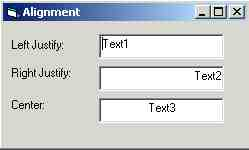 Alignment
Left Justify: Text1
Right Justify: Text2
Center: Text3